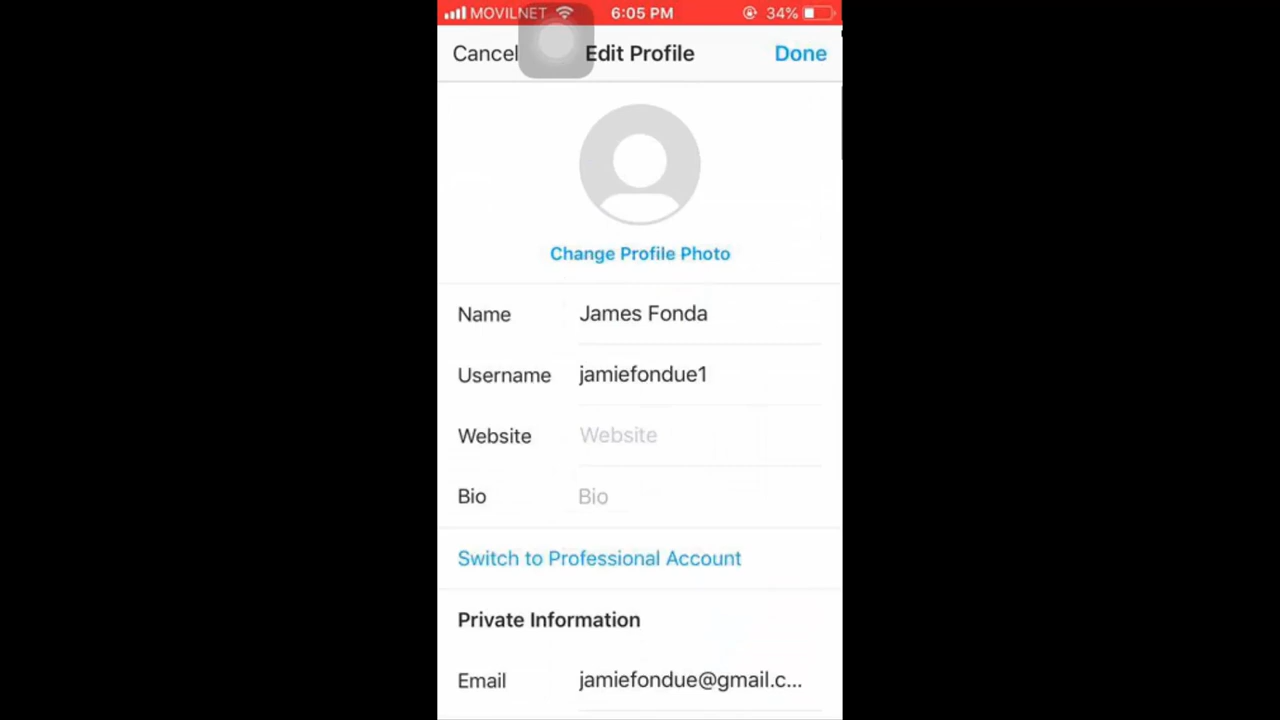 MOVILNET 6:05 PM 34%
Cancel Edit Profile Done
Change Profile Photo
Name James Fonda
Username jamiefondue1
Website Website
Bio Bio
Switch to Professional Account
Private Information
Email jamiefondue@gmail.c...